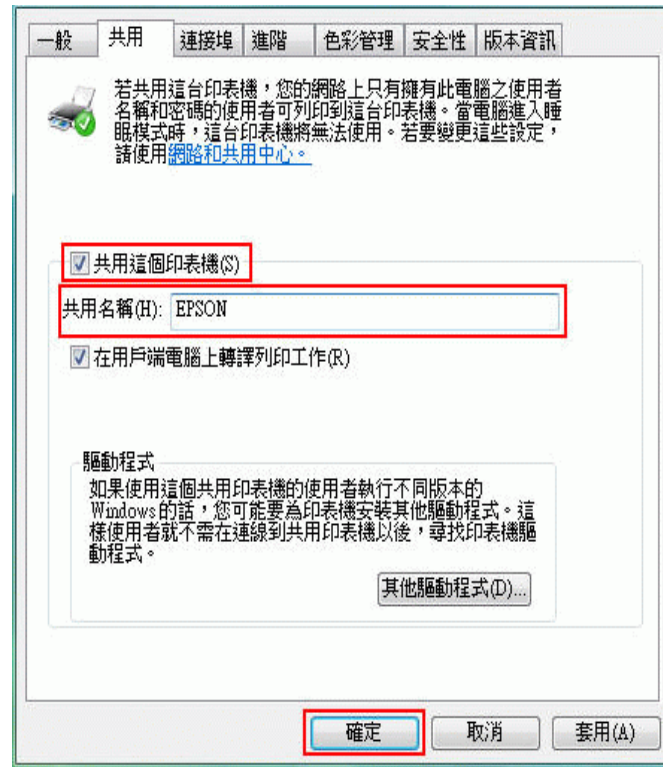 一般 共用 連接埠 進階 色彩管理 安全性 版本資訊
若共用這台印表機，您的網路上只有擁有此電腦之使用者
名稱和密碼的使用者可列印到這台印表機。當電腦進入睡
眠模式時，這台印表機將無法使用。若要變更這些設定，
請使用網路和共用中心。
共用這個印表機(S)
共用名稱(H): EPSON
在用戶端電腦上轉譯列印工作(R)
驅動程式
如果使用這個共用印表機的使用者執行不同版本的
Windows的話，您可能要為印表機安裝其他驅動程式。這
樣使用者就不需在連線到共用印表機以後，尋找印表機驅
動程式。
其他驅動程式(D)...
確定 取消 套用(A)